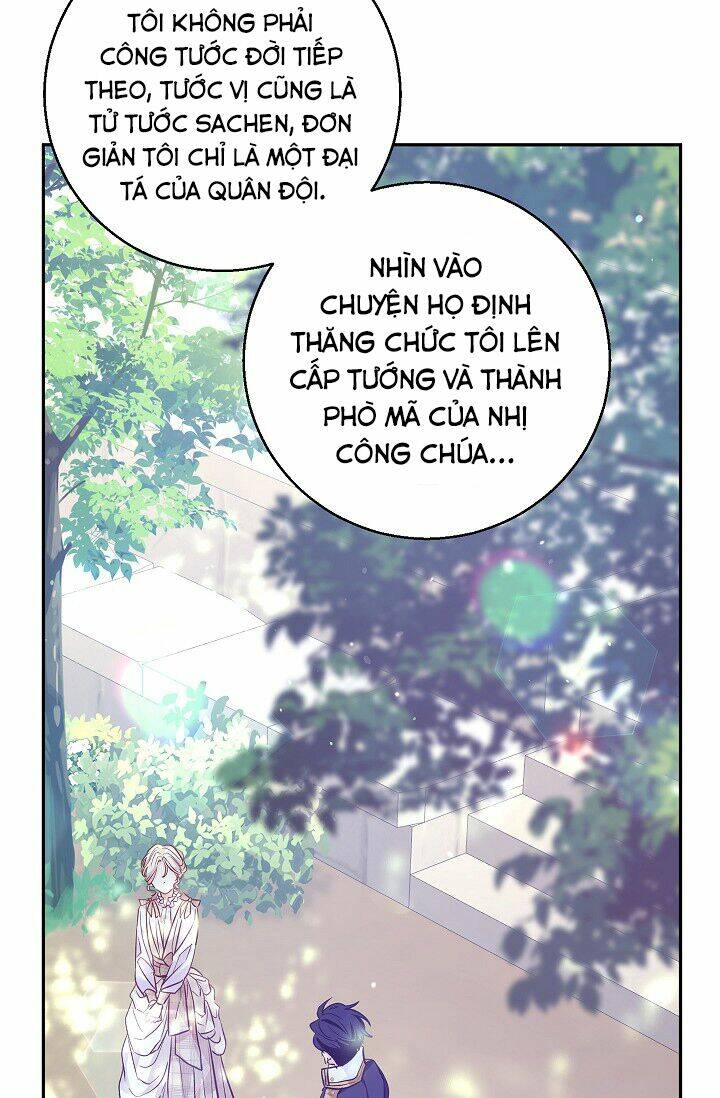 TÔI KHÔNG PHẢI
CÔNG TƯỚC ĐỜI TIẾP
THEO, TƯỚC VỊ CŨNG LÀ
TỬ TƯỚC SACHEN, ĐƠN
GIẢN TÔI CHỈ LÀ MỘT ĐẠI
TÁ CỦA QUÂN ĐỘI.
NHÌN VÀO
CHUYỆN HỌ ĐỊNH
THĂNG CHỨC TÔI LÊN
CẤP TƯỚNG VÀ THÀNH
PHÒ MÃ CỦA NHỊ
CÔNG CHÚA...